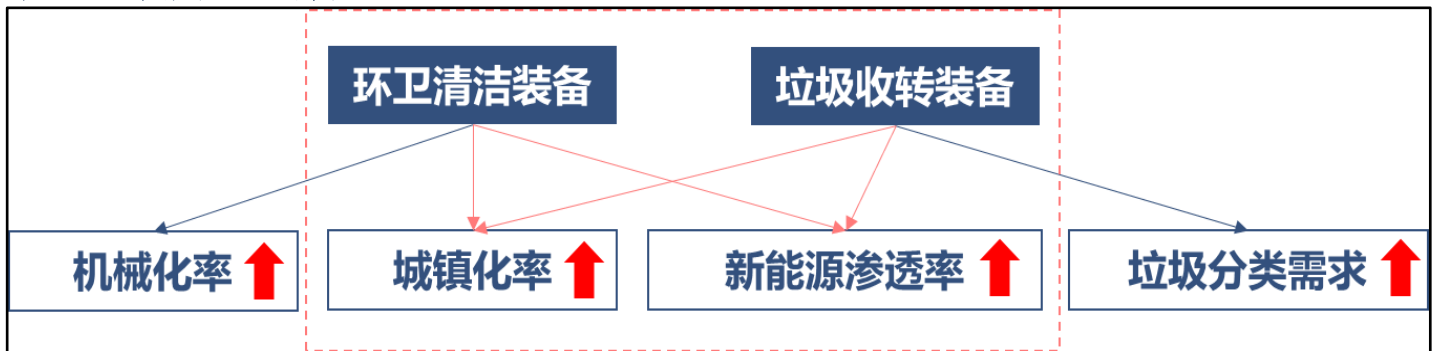 环卫清洁装备
垃圾收转装备
机械化率
城镇化率
新能源渗透率
垃圾分类需求